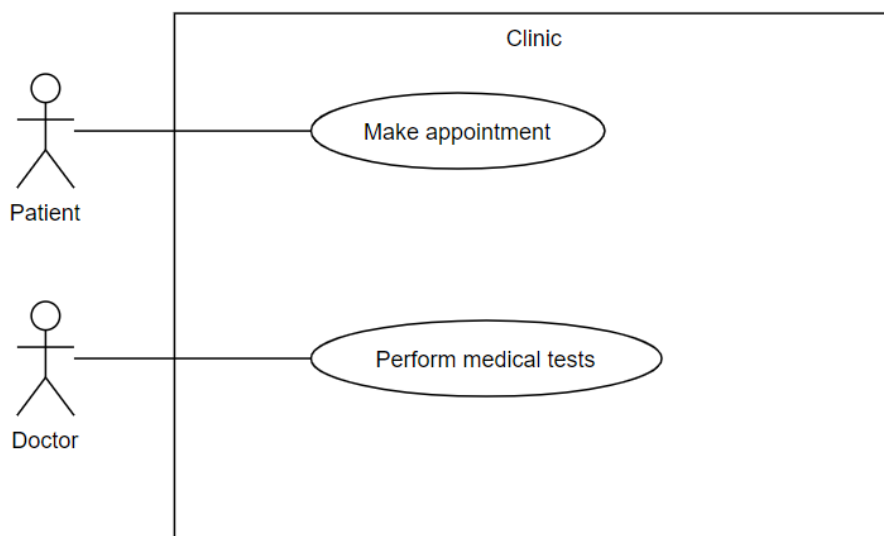 Clinic
Make appointment
Patient
Perform medical tests
Doctor